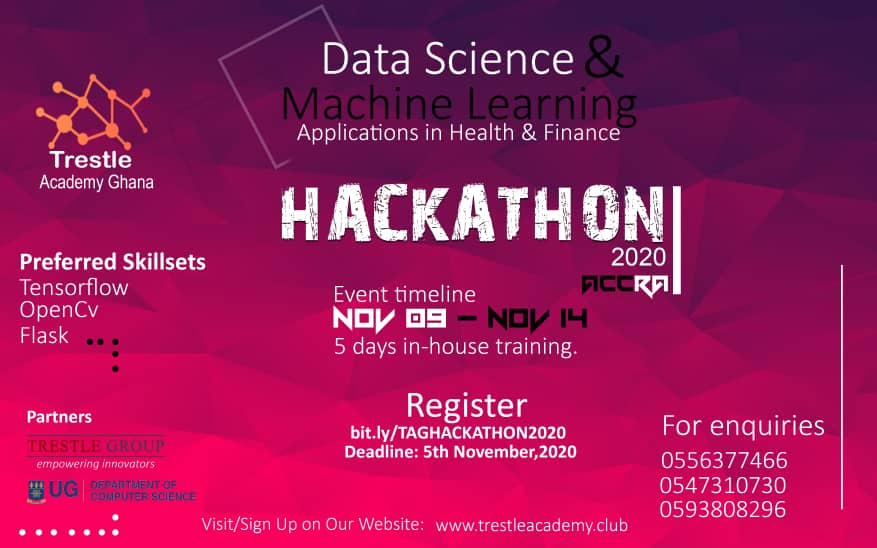 Data Science &
Machine Learning
Applications in Health & Finance
Trestle
Academy Ghana
HACKATHON
2020
ACCRA
Preferred Skillsets
Tensorflow
OpenCv
Flask
Event timeline
NOV 09 – NOV 14
5 days in-house training.
Partners
TRESTLE GROUP
empowering innovators
UG DEPARTMENT OF
COMPUTER SCIENCE
Register
bit.ly/TAGHACKATHON2020
Deadline: 5th November,2020
For enquiries
0556377466
0547310730
0593808296
Visit/Sign Up on Our Website: www.trestleacademy.club